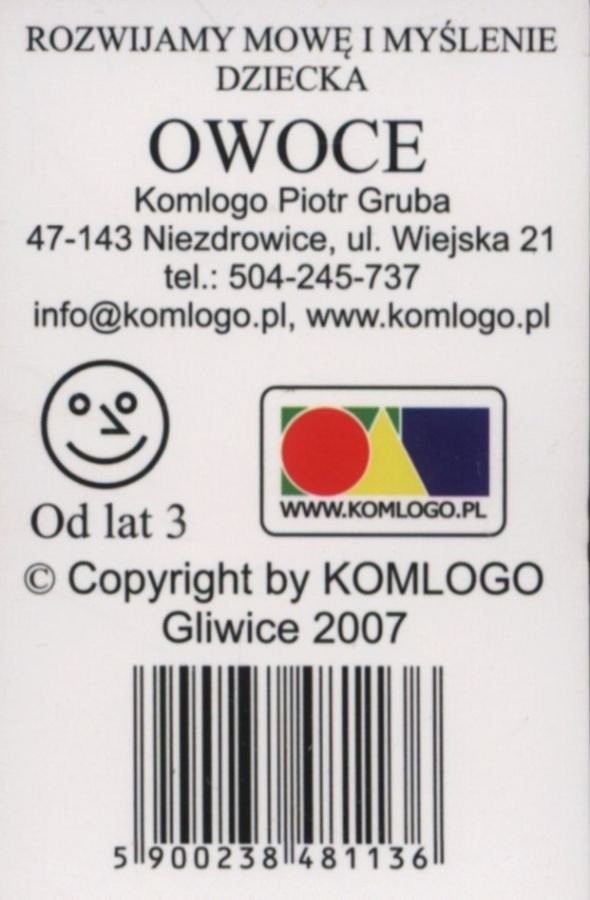 ROZWIJAMY MOWĘ I MYŚLENIE
DZIECKA
OWOCE
Komlogo Piotr Gruba
47-143 Niezdrowice, ul. Wiejska 21
tel.: 504-245-737
info@komlogo.pl, www.komlogo.pl
Od lat 3
WWW.KOMLOGO.PL
© Copyright by KOMLOGO
Gliwice 2007
5 900238 481136